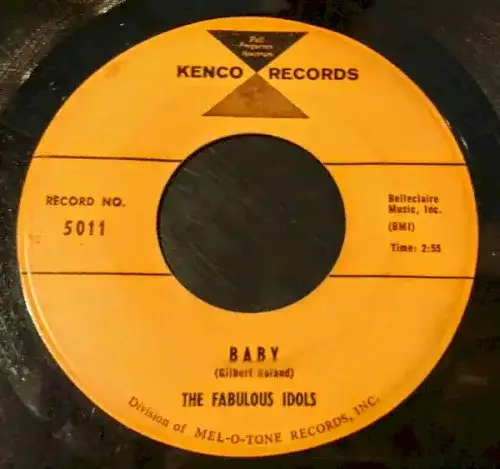 Full
Frequency
Spectrum
KENCO RECORDS
RECORD NO.
5011
Belleclaire
Music, Inc.
(BMI)
Time: 2:55
BABY
(Gilbert Roland)
THE FABULOUS IDOLS
Division of MEL-O-TONE RECORDS, INC.